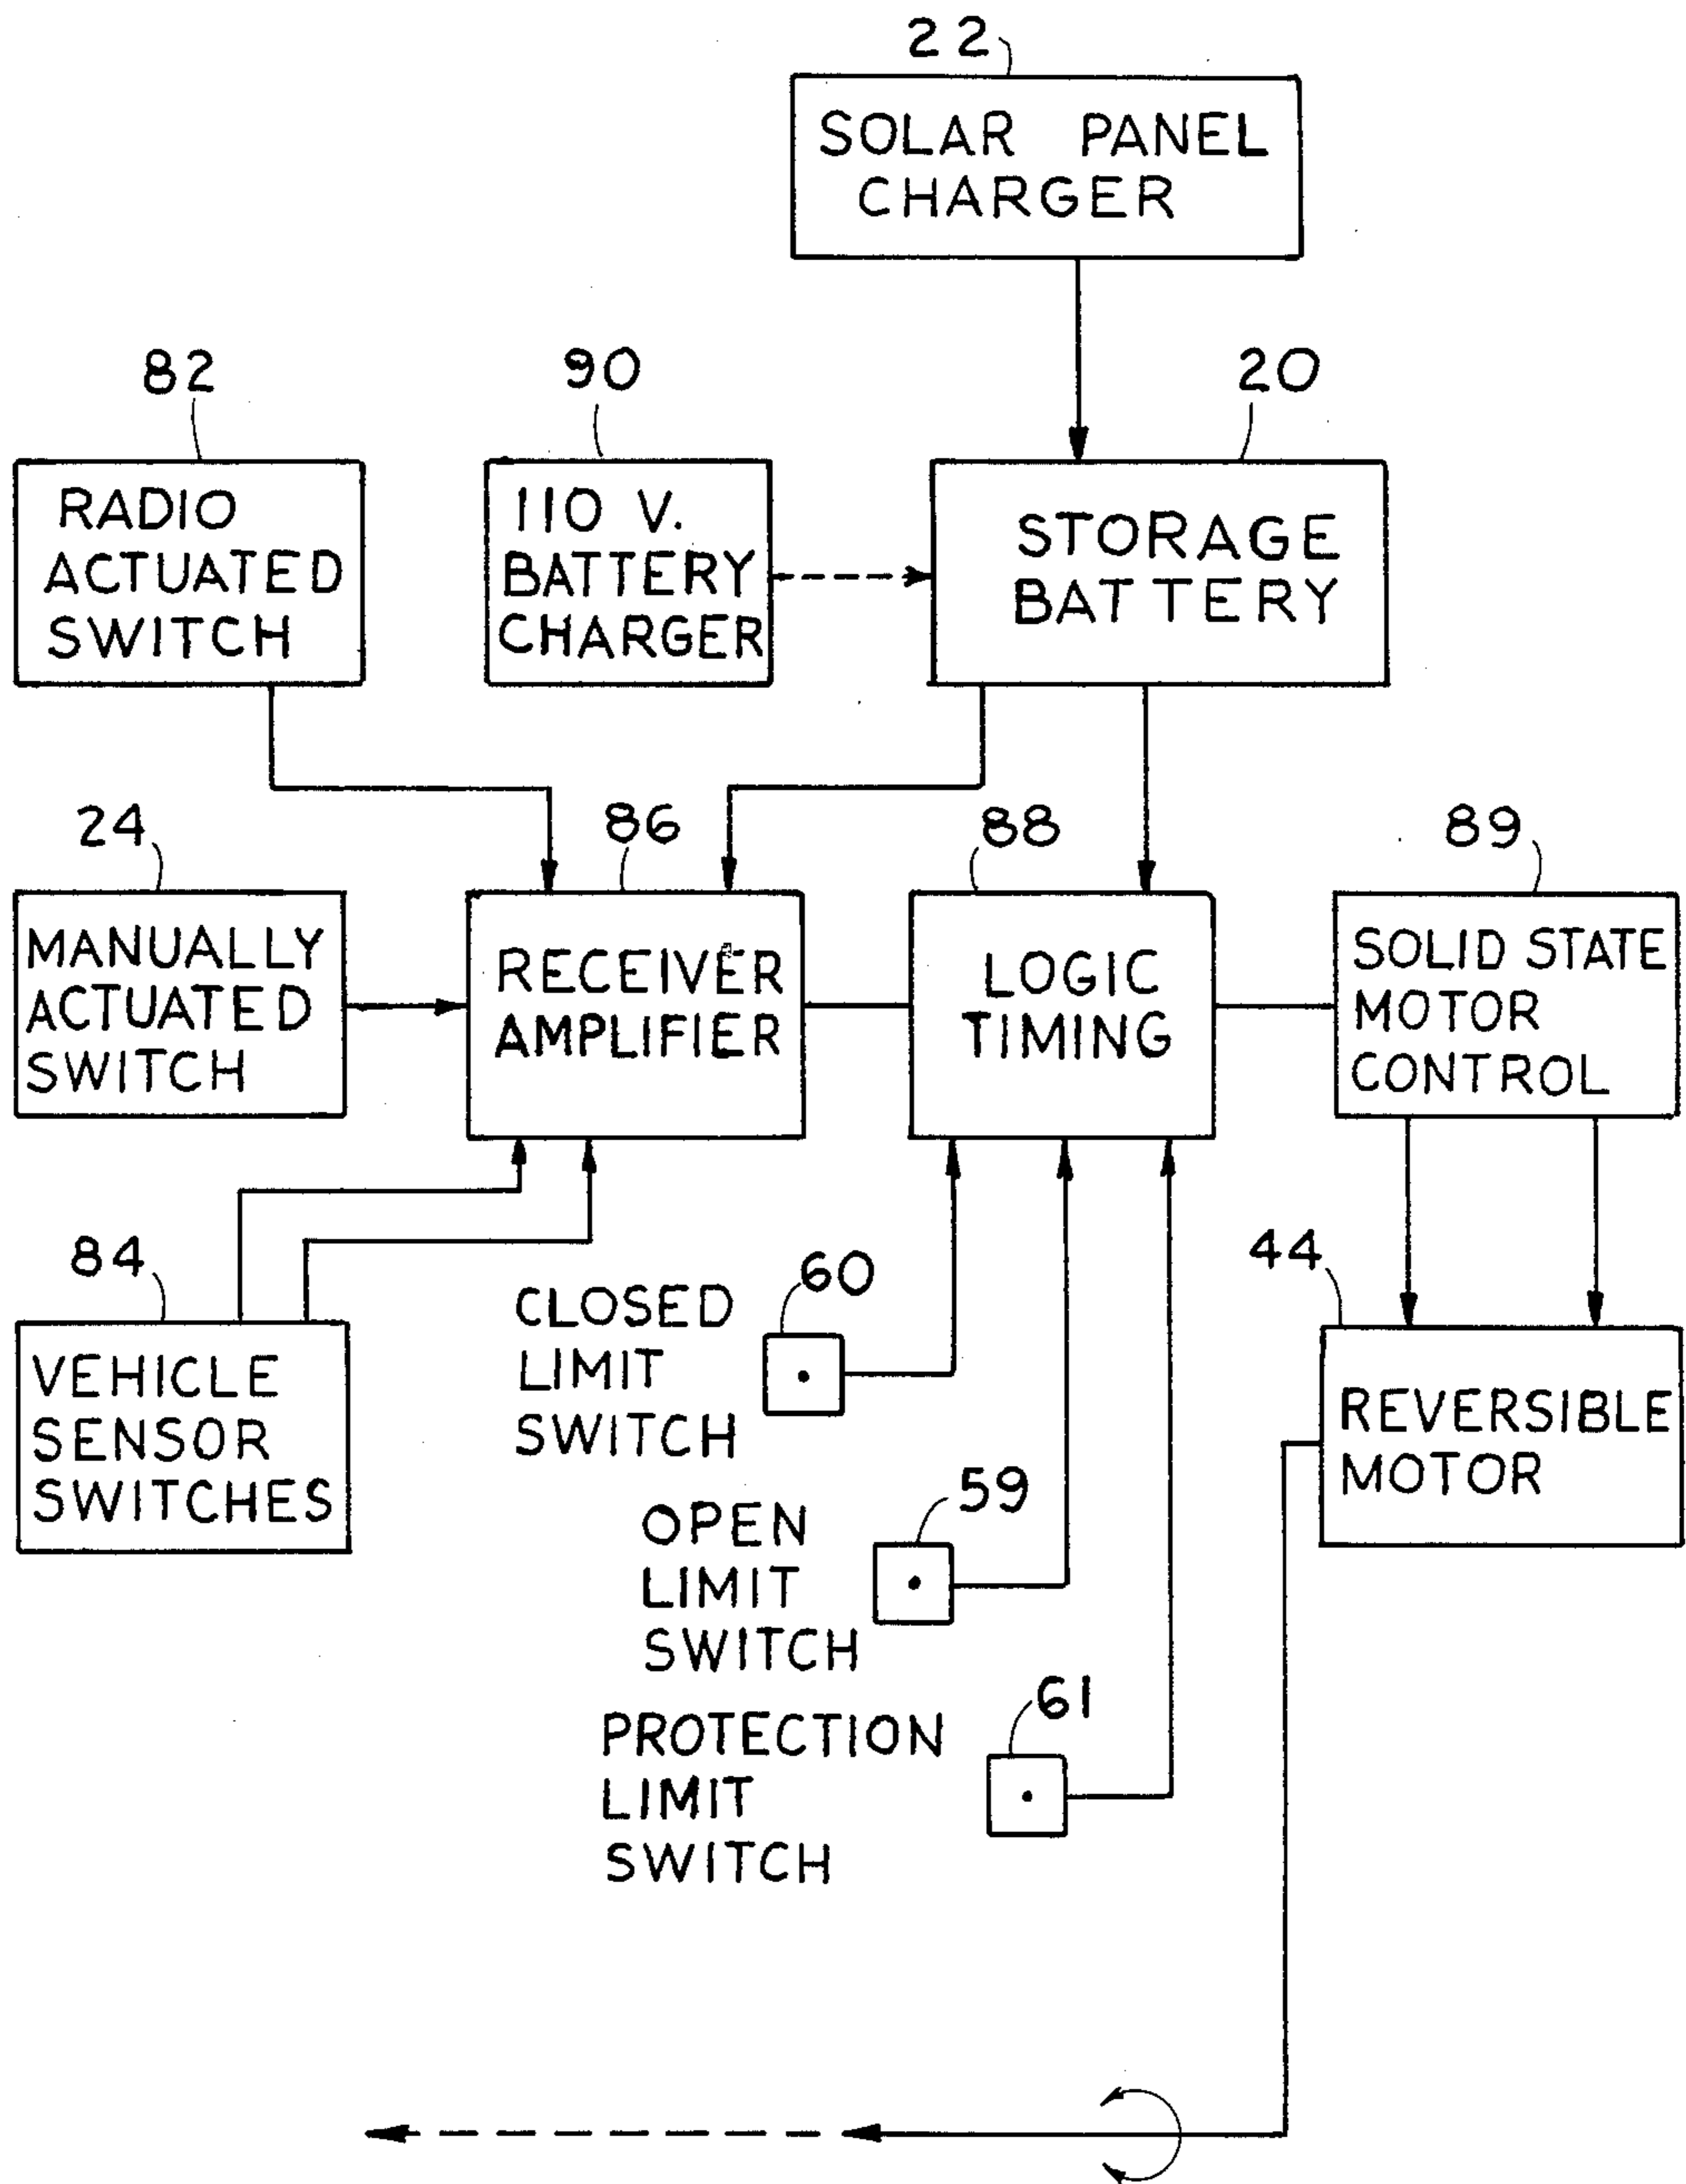 22
SOLAR PANEL
CHARGER
82
90
20
RADIO
ACTUATED
SWITCH
110 V.
BATTERY
CHARGER
STORAGE
BATTERY
24
86
88
89
MANUALLY
ACTUATED
SWITCH
RECEIVER
AMPLIFIER
LOGIC
TIMING
SOLID STATE
MOTOR
CONTROL
84
60
44
VEHICLE
SENSOR
SWITCHES
CLOSED
LIMIT
SWITCH
REVERSIBLE
MOTOR
59
OPEN
LIMIT
SWITCH
61
PROTECTION
LIMIT
SWITCH